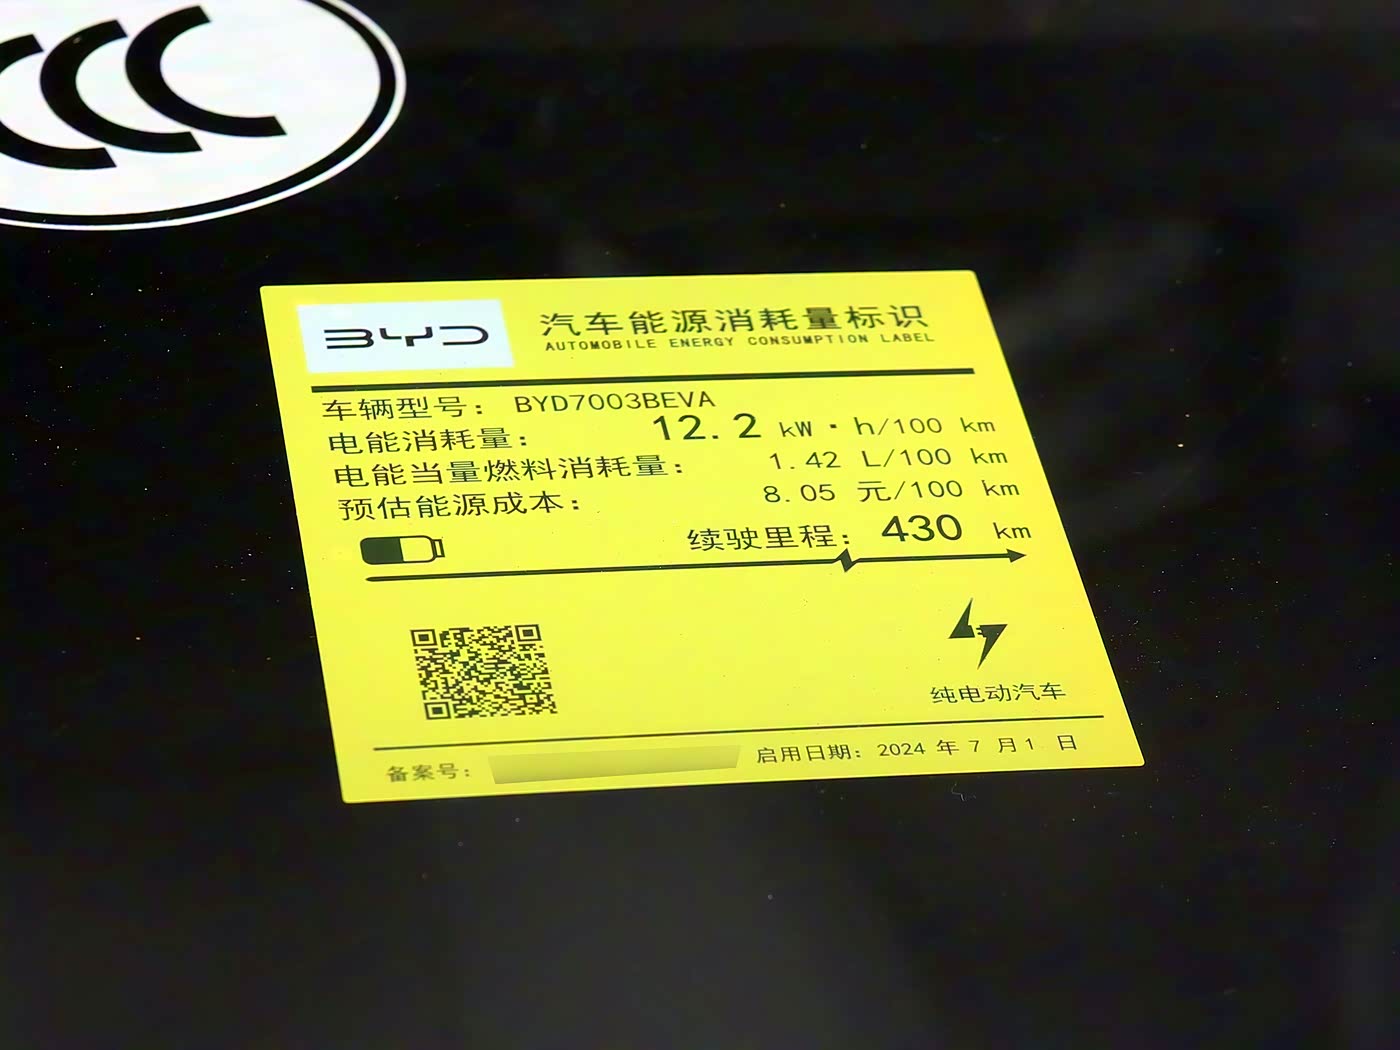 CCC
BYD
汽车能源消耗量标识
AUTOMOBILE ENERGY CONSUMPTION LABEL
车辆型号: BYD7003BEVA
电能消耗量: 12.2 kW·h/100 km
电能当量燃料消耗量: 1.42 L/100 km
预估能源成本: 8.05 元/100 km
续驶里程: 430 km
纯电动汽车
备案号: 启用日期: 2024 年 7 月 1 日